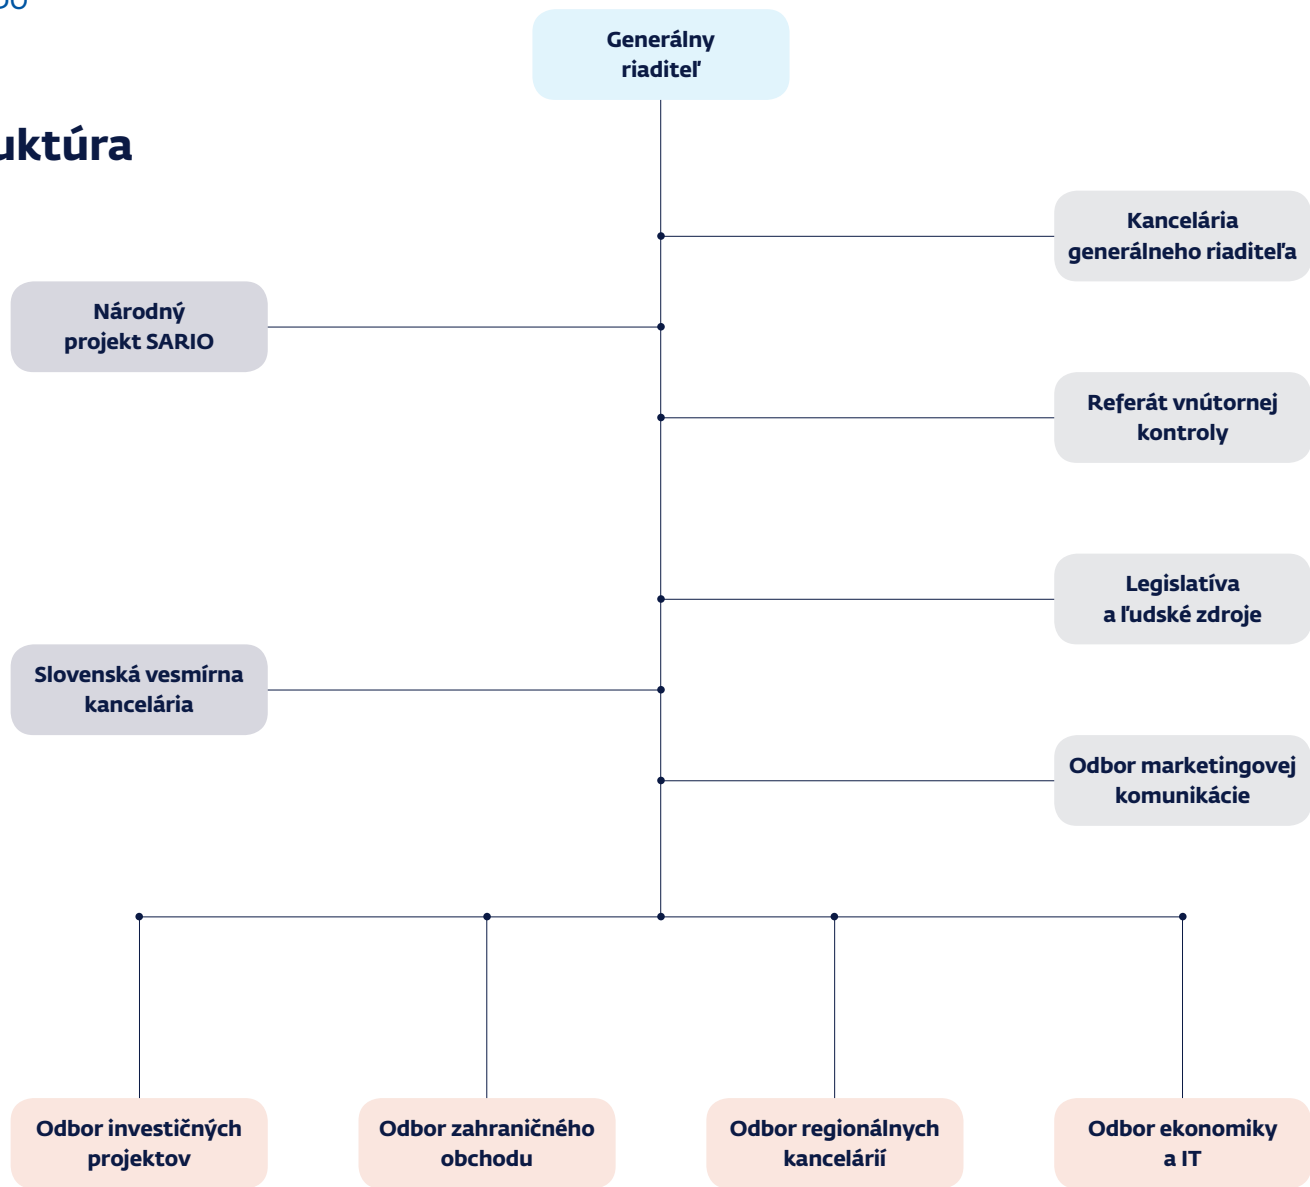 Generálny
riaditeľ
uktúra
Kancelária
generálneho riaditeľa
Národný
projekt SARIO
Referát vnútornej
kontroly
Legislatíva
a ľudské zdroje
Slovenská vesmírna
kancelária
Odbor marketingovej
komunikácie
Odbor investičných
projektov
Odbor zahraničného
obchodu
Odbor regionálnych
kancelárií
Odbor ekonomiky
a IT